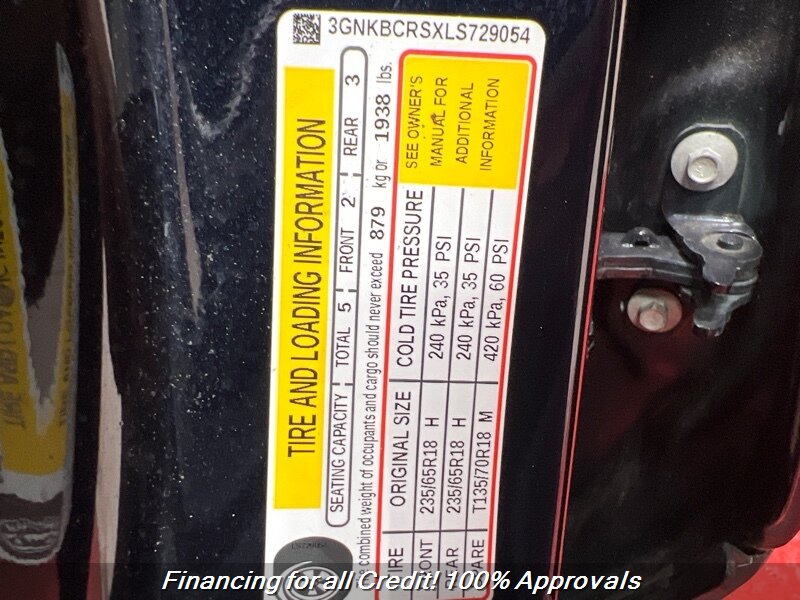 3GNKBCRSXLS729054
TIRE AND LOADING INFORMATION
SEATING CAPACITY TOTAL 5 FRONT 2 REAR 3
combined weight of occupants and cargo should never exceed 879 kg or 1938 lbs.
ORIGINAL SIZE COLD TIRE PRESSURE
235/65R18 H 240 kPa, 35 PSI
235/65R18 H 240 kPa, 35 PSI
T135/70R18 M 420 kPa, 60 PSI
SEE OWNER'S
MANUAL FOR
ADDITIONAL
INFORMATION
Financing for all Credit! 100% Approvals